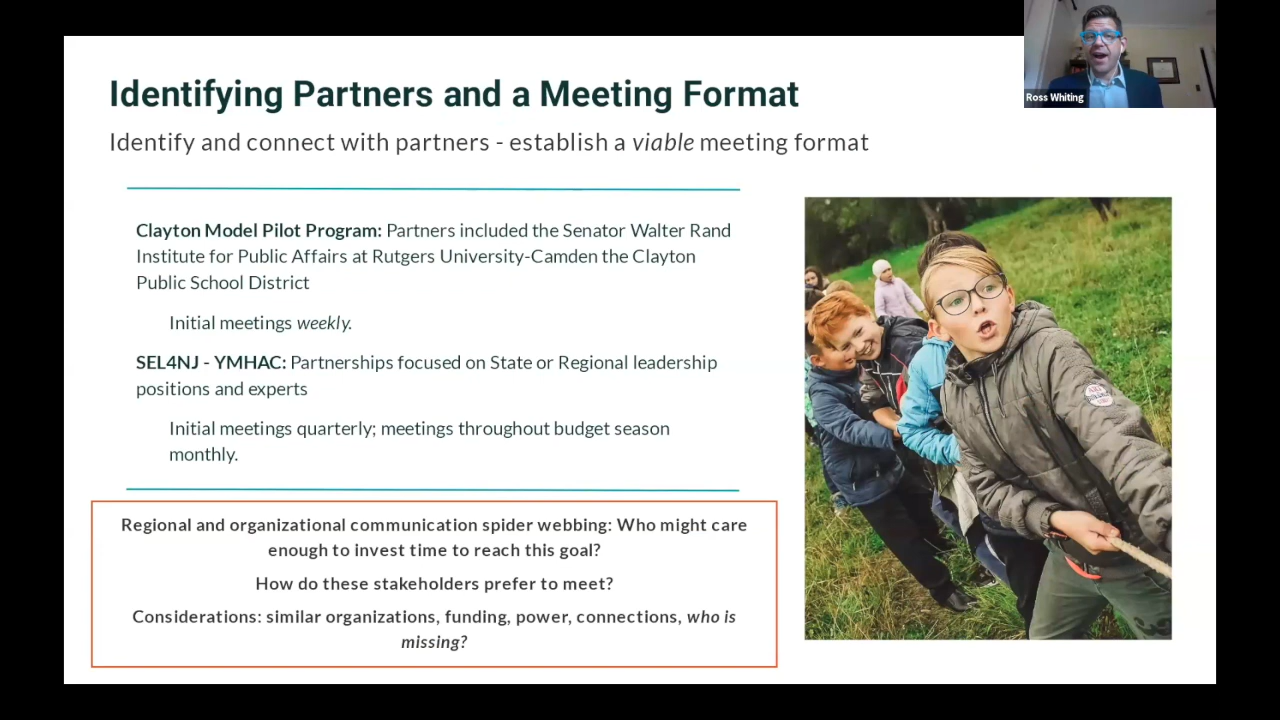 Identifying Partners and a Meeting Format
Ross Whiting
Identify and connect with partners - establish a viable meeting format
Clayton Model Pilot Program: Partners included the Senator Walter Rand
Institute for Public Affairs at Rutgers University-Camden the Clayton
Public School District
Initial meetings weekly.
SEL4NJ - YMHAC: Partnerships focused on State or Regional leadership
positions and experts
Initial meetings quarterly; meetings throughout budget season
monthly.
Regional and organizational communication spider webbing: Who might care
enough to invest time to reach this goal?
How do these stakeholders prefer to meet?
Considerations: similar organizations, funding, power, connections, who is
missing?